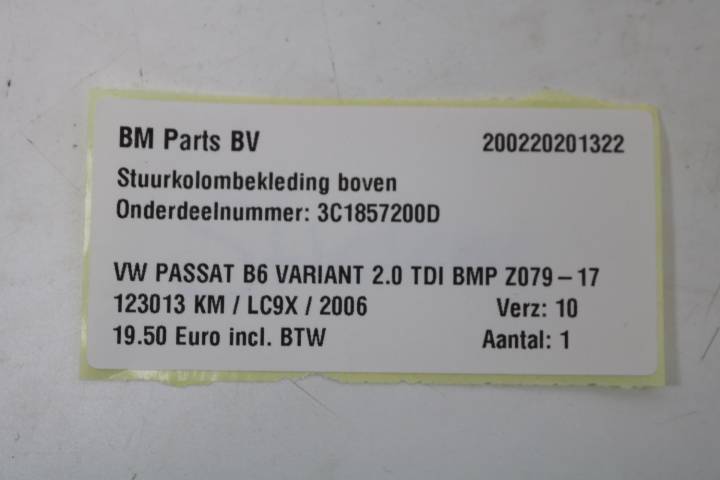 BM Parts BV 200220201322
Stuurkolombekleding boven
Onderdeelnummer: 3C1857200D
VW PASSAT B6 VARIANT 2.0 TDI BMP Z079-17
123013 KM / LC9X / 2006 Verz: 10
19.50 Euro incl. BTW Aantal: 1